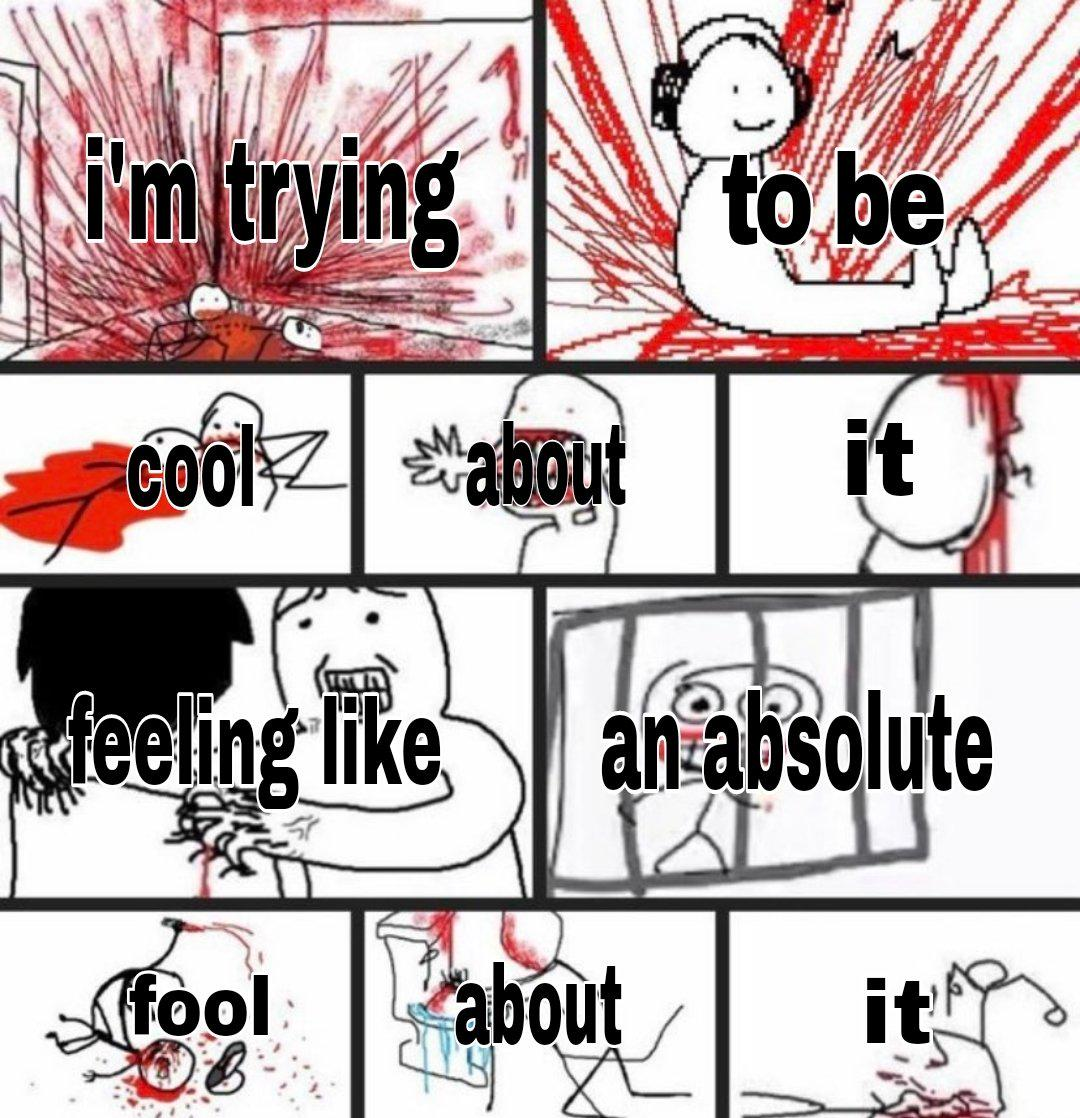 i'm trying
to be
cool
about
it
feeling like
an absolute
fool
about
it